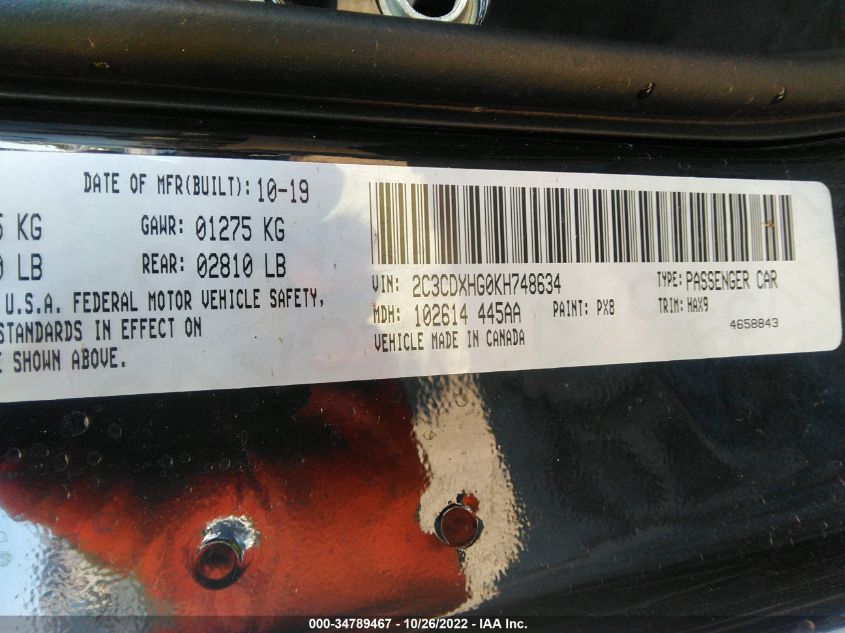 DATE OF MFR(BUILT): 10-19
KG GAWR: 01275 KG
LB REAR: 02810 LB
U.S.A. FEDERAL MOTOR VEHICLE SAFETY,
STANDARDS IN EFFECT ON
SHOWN ABOVE.
VIN: 2C3CDXHG0KH748634 TYPE: PASSENGER CAR
MDH: 102614 445AA PAINT: PX8 TRIM: HAX9
VEHICLE MADE IN CANADA 4658843
000-34789467 - 10/26/2022 - IAA Inc.